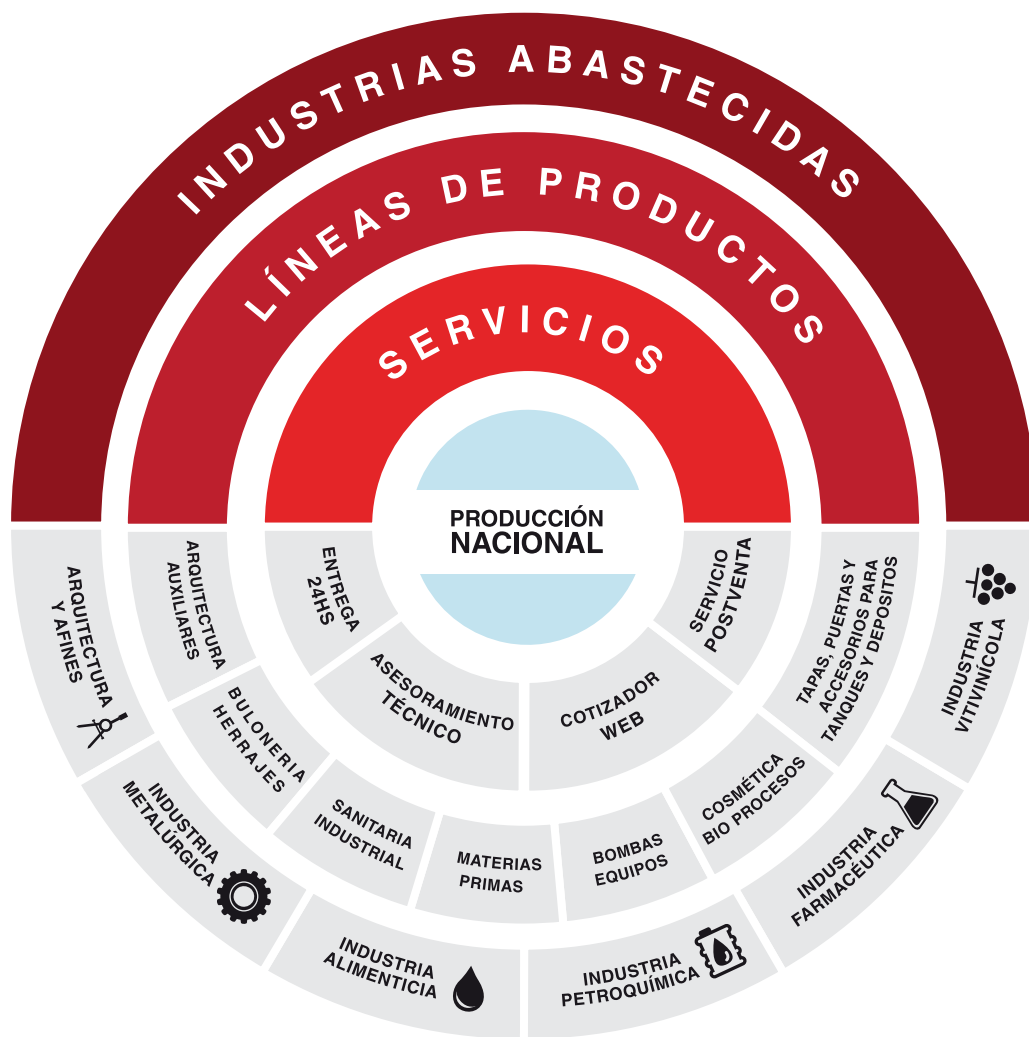 INDUSTRIAS ABASTECIDAS
LÍNEAS DE PRODUCTOS
SERVICIOS
PRODUCCIÓN
NACIONAL
ENTREGA
24HS
ASESORAMIENTO
TÉCNICO
COTIZADOR
WEB
SERVICIO
POSTVENTA
ARQUITECTURA
AUXILIARES
BULONERIA
HERRAJES
SANITARIA
INDUSTRIAL
MATERIAS
PRIMAS
BOMBAS
EQUIPOS
COSMÉTICA
BIO PROCESOS
TAPAS, PUERTAS Y
ACCESORIOS PARA
TANQUES Y DEPOSITOS
ARQUITECTURA
Y AFINES
INDUSTRIA
METALÚRGICA
INDUSTRIA
ALIMENTICIA
INDUSTRIA
PETROQUÍMICA
INDUSTRIA
FARMACÉUTICA
INDUSTRIA
VITIVINÍCOLA